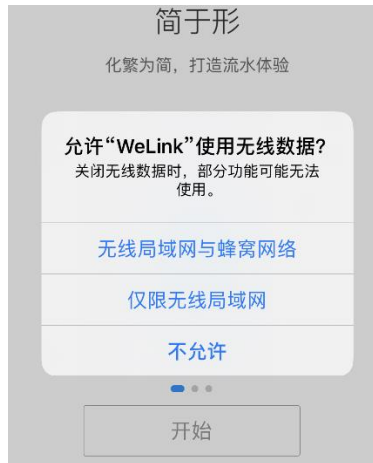 简于形
化繁为简，打造流水体验
允许“WeLink”使用无线数据?
关闭无线数据时，部分功能可能无法
使用。
无线局域网与蜂窝网络
仅限无线局域网
不允许
开始